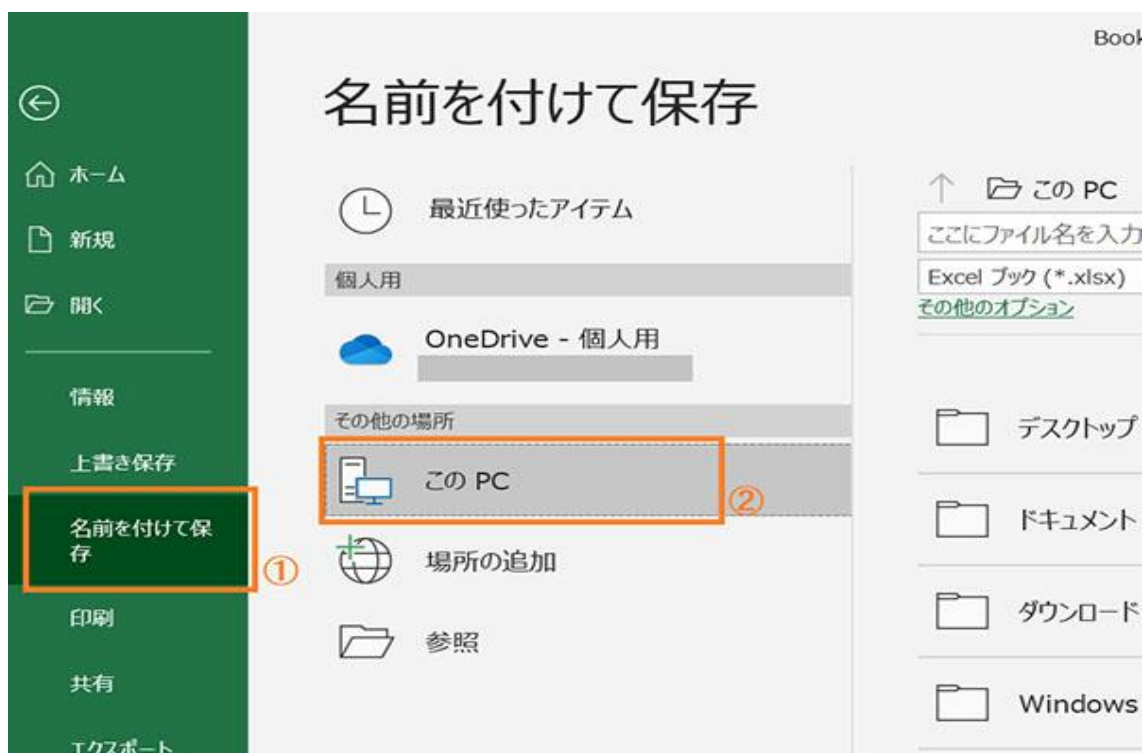 Book
名前を付けて保存
ホーム
新規
開く
情報
上書き保存
名前を付けて保
存
①
印刷
共有
エクスポート
最近使ったアイテム
個人用
OneDrive - 個人用
その他の場所
この PC
②
場所の追加
参照
この PC
ここにファイル名を入力
Excel ブック (*.xlsx)
その他のオプション
デスクトップ
ドキュメント
ダウンロード
Windows